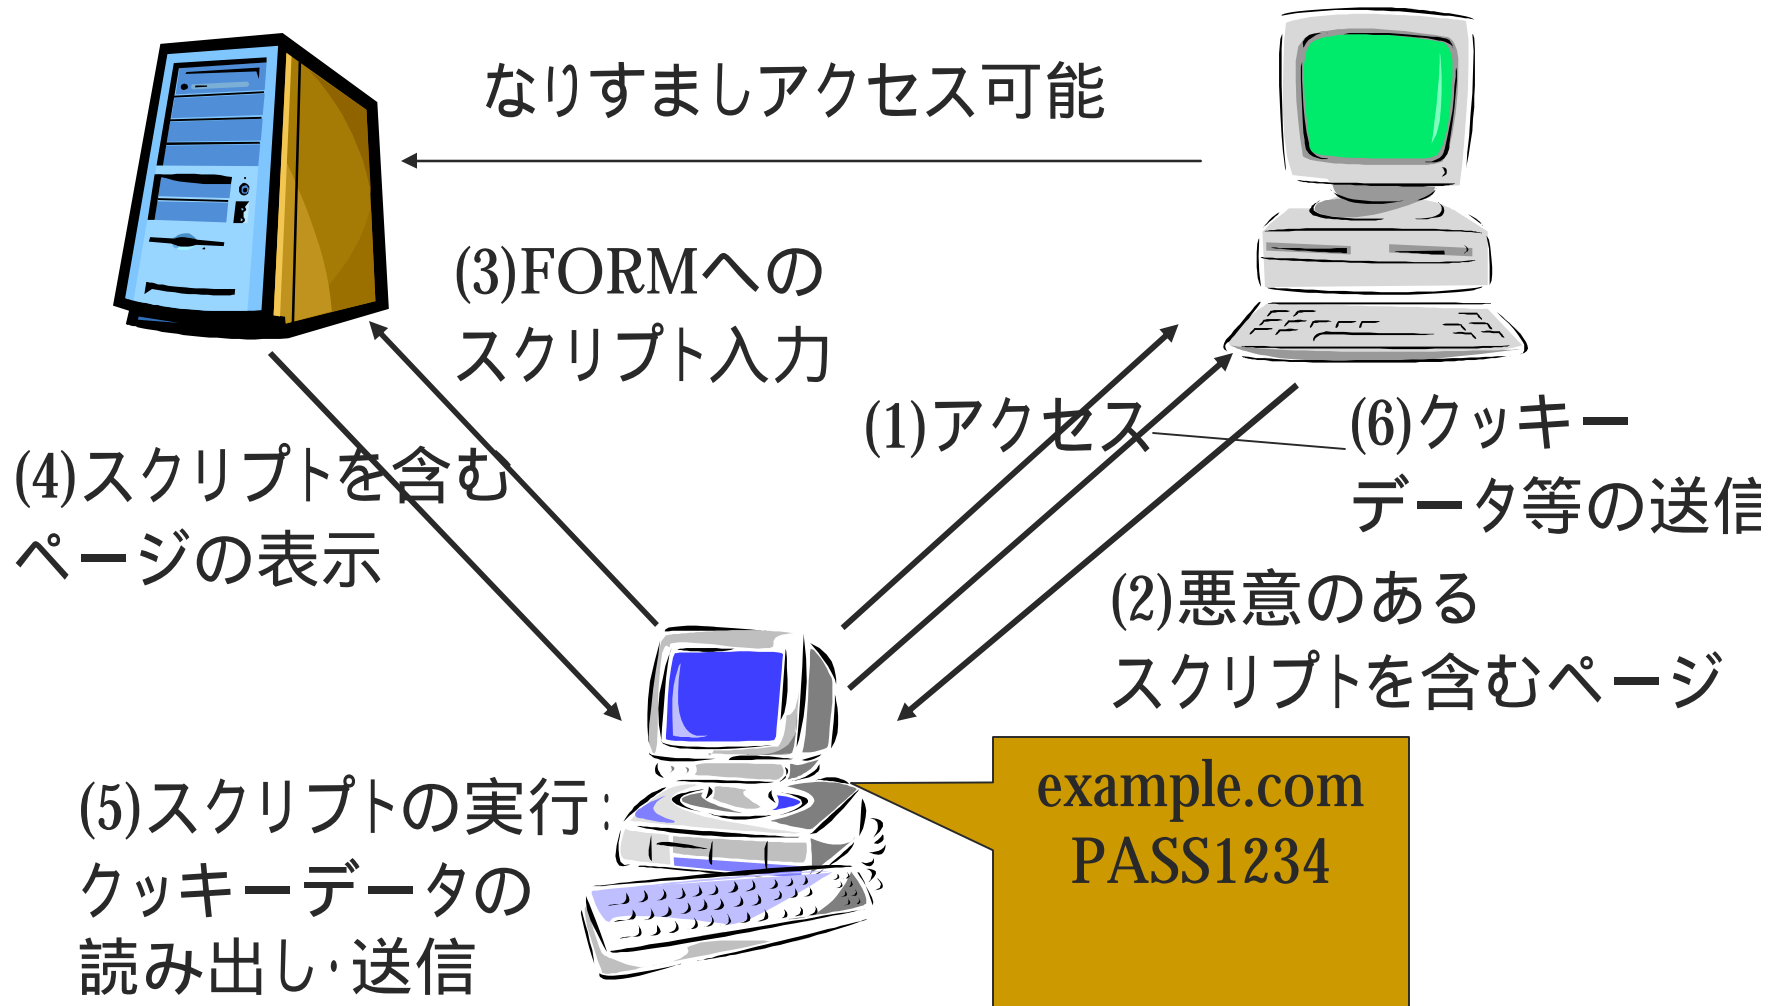 なりすましアクセス可能
(3)FORMへの
スクリプト入力
(1)アクセス
(6)クッキー
データ等の送信
(4)スクリプトを含む
ページの表示
(2)悪意のある
スクリプトを含むページ
example.com
PASS1234
(5)スクリプトの実行:
クッキーデータの
読み出し･送信